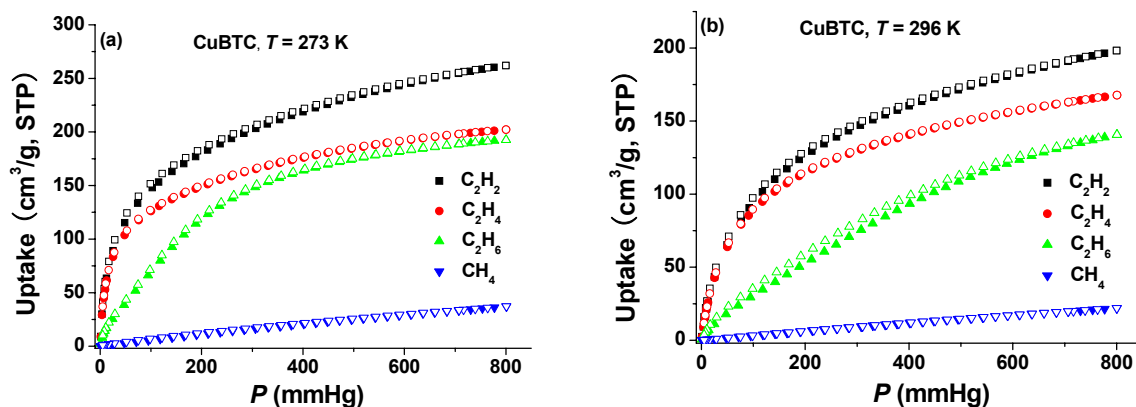 (a)
CuBTC, T = 273 K
Uptake (cm³/g, STP)
300
250
200
150
100
50
0
C₂H₂
C₂H₄
C₂H₆
CH₄
0
200
400
600
800
P (mmHg)
(b)
CuBTC, T = 296 K
Uptake (cm³/g, STP)
200
150
100
50
0
C₂H₂
C₂H₄
C₂H₆
CH₄
0
200
400
600
800
P (mmHg)